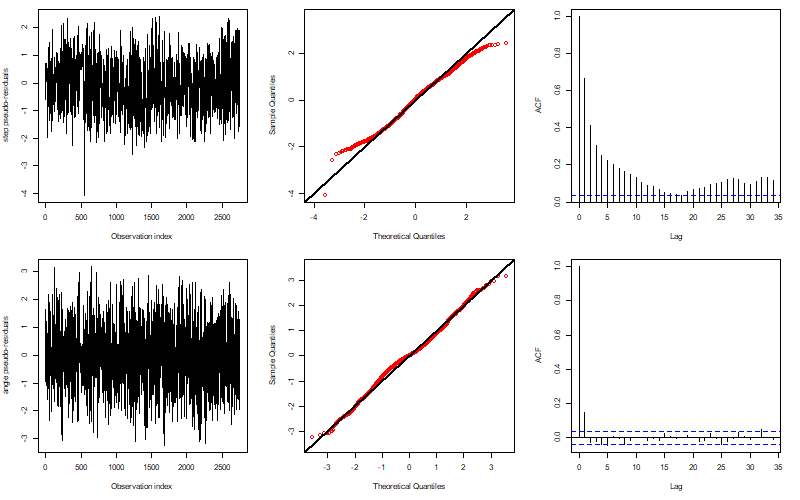 step pseudo-residuals
2
1
0
-1
-2
-3
-4
0 500 1000 1500 2000 2500
Observation index
Sample Quantiles
2
0
-2
-4
-4 -2 0 2
Theoretical Quantiles
ACF
1.0
0.8
0.6
0.4
0.2
0.0
0 5 10 15 20 25 30 35
Lag
angle pseudo-residuals
3
2
1
0
-1
-2
-3
0 500 1000 1500 2000 2500
Observation index
Sample Quantiles
3
2
1
0
-1
-2
-3
-3 -2 -1 0 1 2 3
Theoretical Quantiles
ACF
1.0
0.8
0.6
0.4
0.2
0.0
0 5 10 15 20 25 30 35
Lag